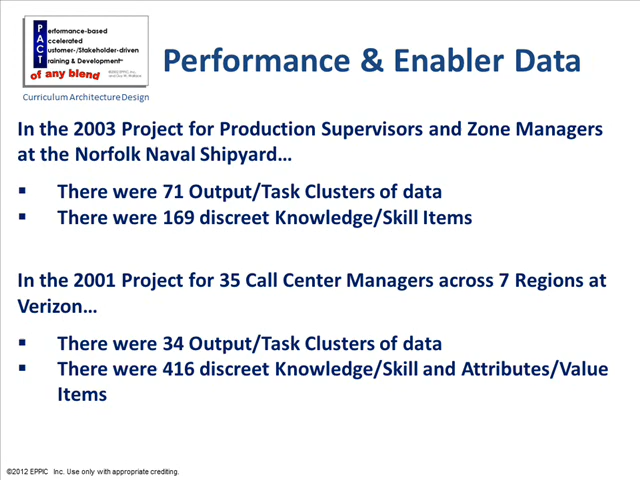 Performance-based
Accelerated
Customer-/Stakeholder-driven
Training & Development
of any blend
Curriculum Architecture Design
Performance & Enabler Data
In the 2003 Project for Production Supervisors and Zone Managers
at the Norfolk Naval Shipyard…
▪ There were 71 Output/Task Clusters of data
▪ There were 169 discreet Knowledge/Skill Items
In the 2001 Project for 35 Call Center Managers across 7 Regions at
Verizon…
▪ There were 34 Output/Task Clusters of data
▪ There were 416 discreet Knowledge/Skill and Attributes/Value
Items
©2012 EPPIC Inc. Use only with appropriate crediting.